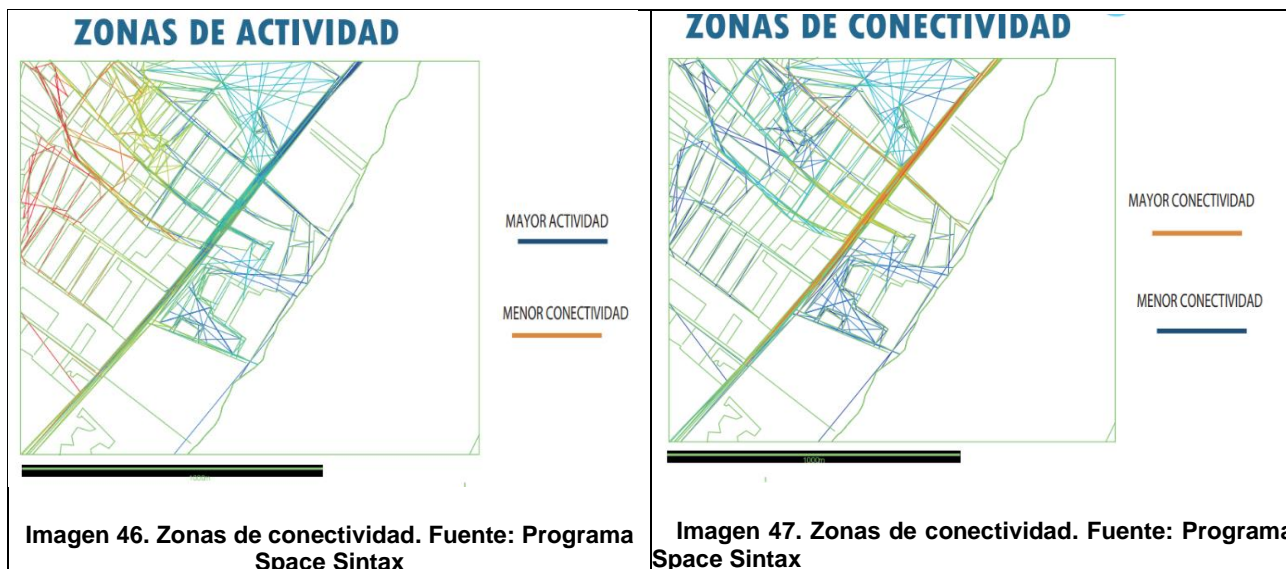 ZONAS DE ACTIVIDAD
MAYOR ACTIVIDAD
MENOR CONECTIVIDAD
1000m
Imagen 46. Zonas de conectividad. Fuente: Programa
Space Sintax
ZONAS DE CONECTIVIDAD
MAYOR CONECTIVIDAD
MENOR CONECTIVIDAD
1000m
Imagen 47. Zonas de conectividad. Fuente: Programa
Space Sintax